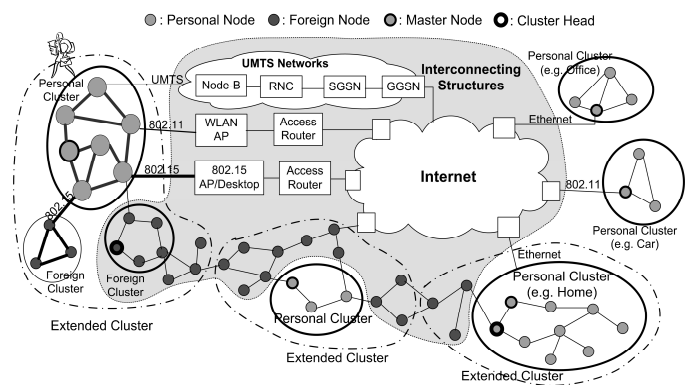 : Personal Node : Foreign Node : Master Node : Cluster Head
UMTS Networks
Node B
RNC
SGSN
GGSN
Interconnecting
Structures
Personal Cluster
(e.g. Office)
Personal
Cluster
UMTS
802.11
WLAN
AP
Access
Router
Ethernet
802.15
802.15
AP/Desktop
Access
Router
Internet
802.11
802.15
Personal Cluster
(e.g. Car)
Foreign
Cluster
Foreign
Cluster
Ethernet
Personal Cluster
(e.g. Home)
Extended Cluster
Personal Cluster
Extended Cluster
Extended Cluster